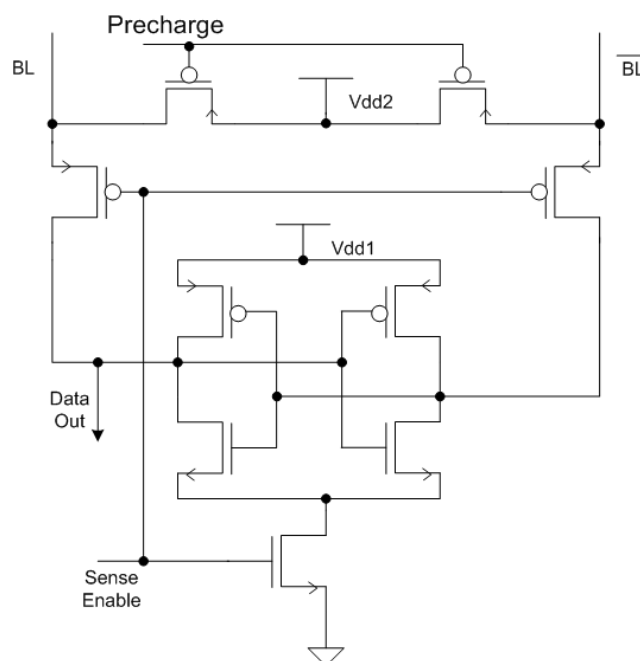 Precharge
BL
BL
Vdd2
Vdd1
Data
Out
Sense
Enable